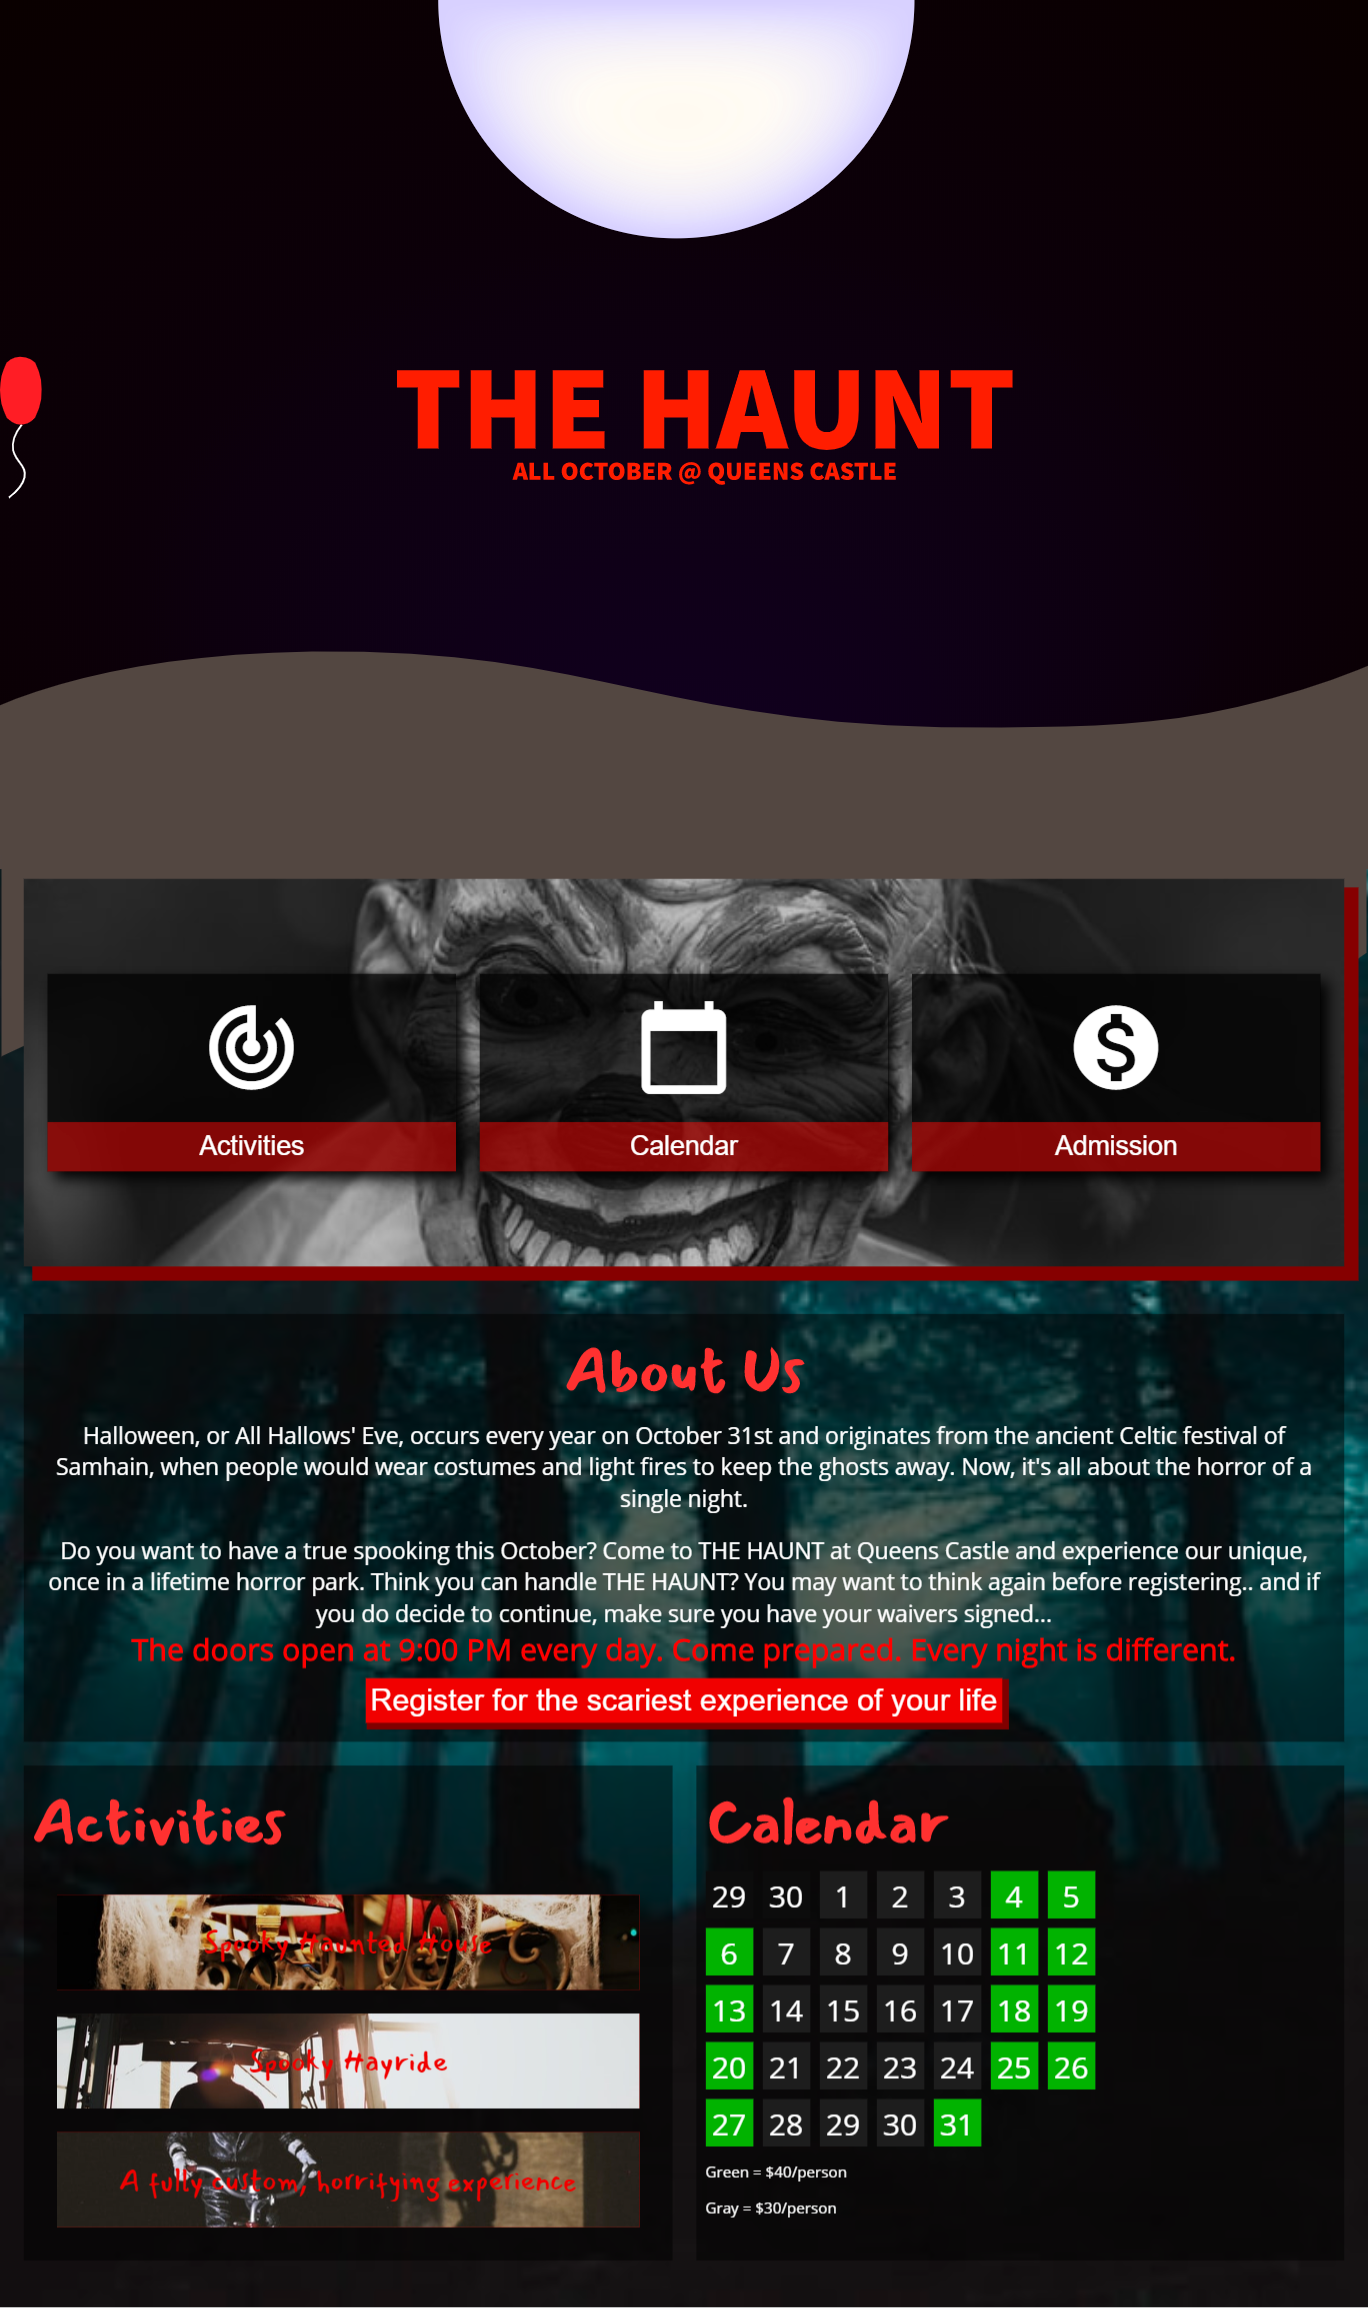 THE HAUNT
ALL OCTOBER @ QUEENS CASTLE
Activities
Calendar
Admission
About Us
Halloween, or All Hallows' Eve, occurs every year on October 31st and originates from the ancient Celtic festival of
Samhain, when people would wear costumes and light fires to keep the ghosts away. Now, it's all about the horror of a
single night.
Do you want to have a true spooking this October? Come to THE HAUNT at Queens Castle and experience our unique,
once in a lifetime horror park. Think you can handle THE HAUNT? You may want to think again before registering.. and if
you do decide to continue, make sure you have your waivers signed...
The doors open at 9:00 PM every day. Come prepared. Every night is different.
Register for the scariest experience of your life
Activities
Spooky Haunted House
Spooky Hayride
A fully custom, horrifying experience
Calendar
29 30 1 2 3 4 5
6 7 8 9 10 11 12
13 14 15 16 17 18 19
20 21 22 23 24 25 26
27 28 29 30 31
Green = $40/person
Gray = $30/person